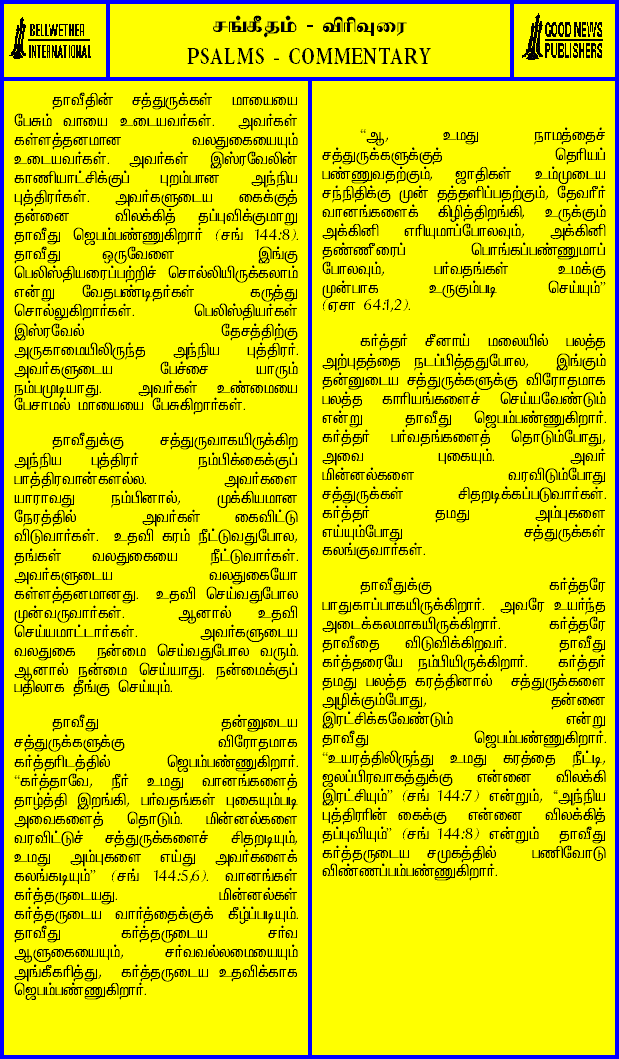 BELLWETHER
INTERNATIONAL
சங்கீதம் - விரிவுரை
PSALMS - COMMENTARY
GOOD NEWS
PUBLISHERS
தாவீதின் சத்துருக்கள் மாயையை
பேசும் வாயை உடையவர்கள். அவர்கள்
கள்ளத்தனமான வலதுகையையும்
உடையவர்கள். அவர்கள் இஸ்ரவேலின்
காணியாட்சிக்குப் புறம்பான அந்நிய
புத்திரர்கள். அவர்களுடைய கைக்குத்
தன்னை விலக்கித் தப்புவிக்குமாறு
தாவீது ஜெபம்பண்ணுகிறார் (சங் 144:8).
தாவீது ஒருவேளை இங்கு
பெலிஸ்தியரைப்பற்றிச் சொல்லியிருக்கலாம்
என்று வேதபண்டிதர்கள் கருத்து
சொல்லுகிறார்கள். பெலிஸ்தியர்கள்
இஸ்ரவேல் தேசத்திற்கு
அருகாமையிலிருந்த அந்நிய புத்திரர்.
அவர்களுடைய பேச்சை யாரும்
நம்பமுடியாது. அவர்கள் உண்மையை
பேசாமல் மாயையை பேசுகிறார்கள்.
தாவீதுக்கு சத்துருவாகயிருக்கிற
அந்நிய புத்திரர் நம்பிக்கைக்குப்
பாத்திரவான்களல்ல. அவர்களை
யாராவது நம்பினால், முக்கியமான
நேரத்தில் அவர்கள் கைவிட்டு
விடுவார்கள். உதவி கரம் நீட்டுவதுபோல,
தங்கள் வலதுகையை நீட்டுவார்கள்.
அவர்களுடைய வலதுகையோ
கள்ளத்தனமானது. உதவி செய்வதுபோல
முன்வருவார்கள். ஆனால் உதவி
செய்யமாட்டார்கள். அவர்களுடைய
வலதுகை நன்மை செய்வதுபோல வரும்.
ஆனால் நன்மை செய்யாது. நன்மைக்குப்
பதிலாக தீங்கு செய்யும்.
தாவீது தன்னுடைய
சத்துருக்களுக்கு விரோதமாக
கர்த்தரிடத்தில் ஜெபம்பண்ணுகிறார்.
“கர்த்தாவே, நீர் உமது வானங்களைத்
தாழ்த்தி இறங்கி, பர்வதங்கள் புகையும்படி
அவைகளைத் தொடும். மின்னல்களை
வரவிட்டுச் சத்துருக்களைச் சிதறடியும்,
உமது அம்புகளை எய்து அவர்களைக்
கலங்கடியும்” (சங் 144:5,6). வானங்கள்
கர்த்தருடையது. மின்னல்கள்
கர்த்தருடைய வார்த்தைக்குக் கீழ்ப்படியும்.
தாவீது கர்த்தருடைய சர்வ
ஆளுகையையும், சர்வவல்லமையையும்
அங்கீகரித்து, கர்த்தருடைய உதவிக்காக
ஜெபம்பண்ணுகிறார்.
“ஆ, உமது நாமத்தைச்
சத்துருக்களுக்குத் தெரியப்
பண்ணுவதற்கும், ஜாதிகள் உம்முடைய
சந்நிதிக்கு முன் தத்தளிப்பதற்கும், தேவரீர்
வானங்களைக் கிழித்திறங்கி, உருக்கும்
அக்கினி எரியுமாப்போலவும், அக்கினி
தண்ணீரைப் பொங்கப்பண்ணுமாப்
போலவும், பர்வதங்கள் உமக்கு
முன்பாக உருகும்படி செய்யும்”
(ஏசா 64:1,2).
கர்த்தர் சீனாய் மலையில் பலத்த
அற்புதத்தை நடப்பித்ததுபோல, இங்கும்
தன்னுடைய சத்துருக்களுக்கு விரோதமாக
பலத்த காரியங்களைச் செய்யவேண்டும்
என்று தாவீது ஜெபம்பண்ணுகிறார்.
கர்த்தர் பர்வதங்களைத் தொடும்போது,
அவை புகையும். அவர்
மின்னல்களை வரவிடும்போது
சத்துருக்கள் சிதறடிக்கப்படுவார்கள்.
கர்த்தர் தமது அம்புகளை
எய்யும்போது சத்துருக்கள்
கலங்குவார்கள்.
தாவீதுக்கு கர்த்தரே
பாதுகாப்பாகயிருக்கிறார். அவரே உயர்ந்த
அடைக்கலமாகயிருக்கிறார். கர்த்தரே
தாவீதை விடுவிக்கிறவர். தாவீது
கர்த்தரையே நம்பியிருக்கிறார். கர்த்தர்
தமது பலத்த கரத்தினால் சத்துருக்களை
அழிக்கும்போது, தன்னை
இரட்சிக்கவேண்டும் என்று
தாவீது ஜெபம்பண்ணுகிறார்.
“உயரத்திலிருந்து உமது கரத்தை நீட்டி,
ஜலப்பிரவாகத்துக்கு என்னை விலக்கி
இரட்சியும்” (சங் 144:7) என்றும், “அந்நிய
புத்திரரின் கைக்கு என்னை விலக்கித்
தப்புவியும்” (சங் 144:8) என்றும் தாவீது
கர்த்தருடைய சமுகத்தில் பணிவோடு
விண்ணப்பம்பண்ணுகிறார்.